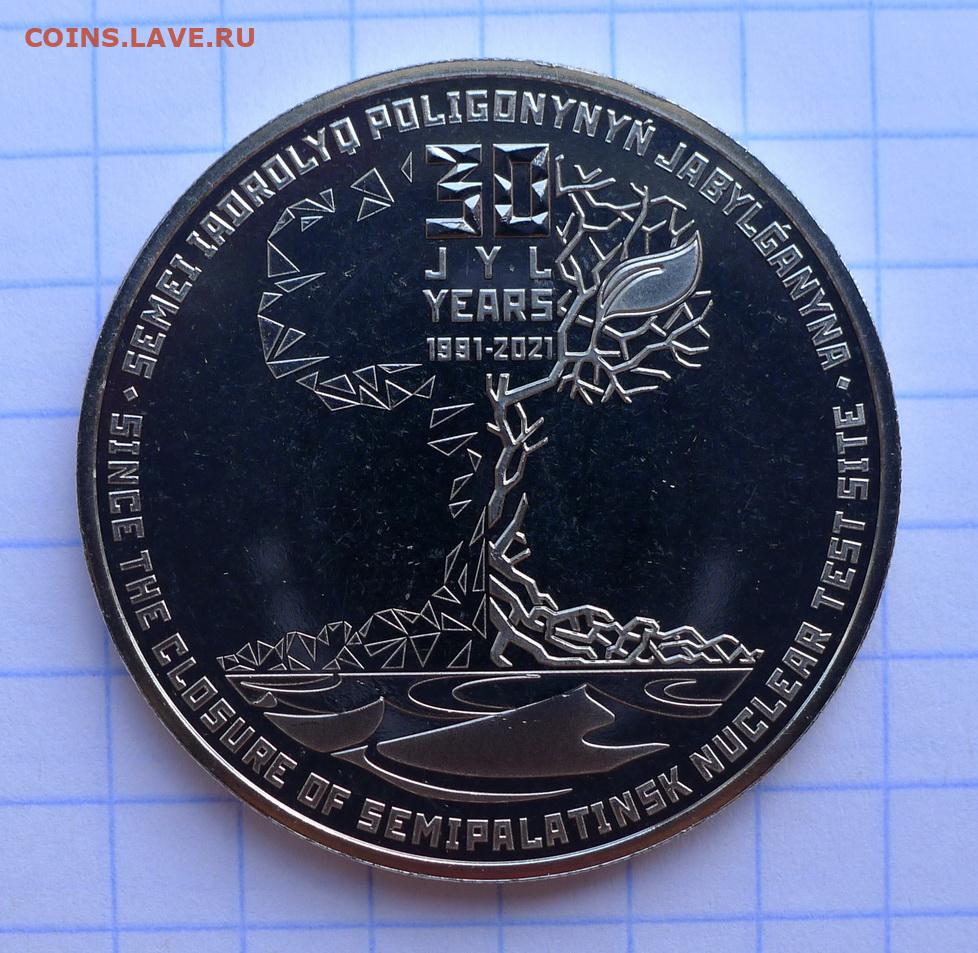 COINS.LAVE.RU
SEMEI IADROLYQ POLIGONYNYŃ JABYLǴANYNA
30
JYL
YEARS
1991-2021
SINCE THE CLOSURE OF SEMIPALATINSK NUCLEAR TEST SITE